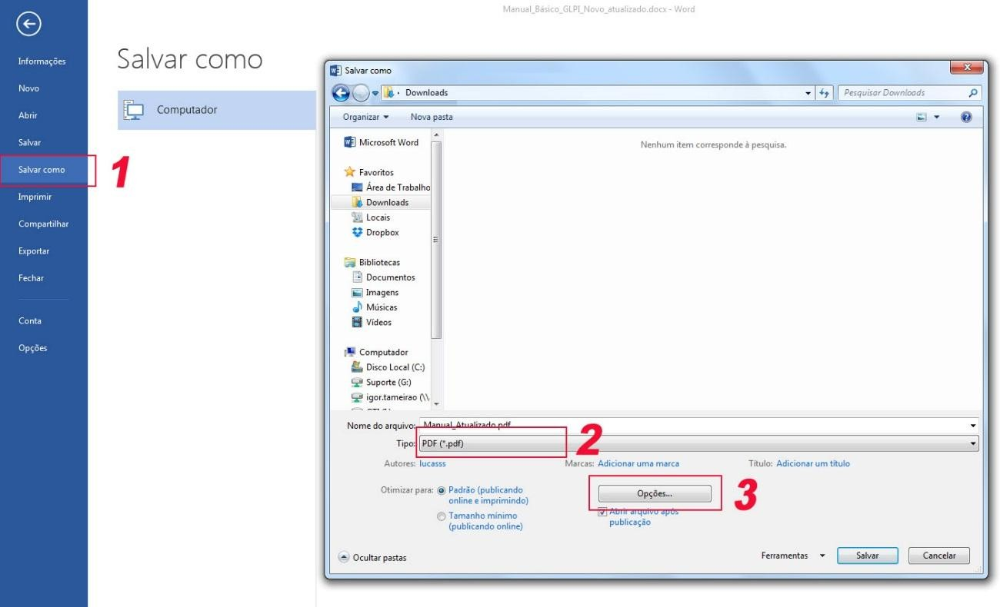 Manual_Básico_GLPI_Novo_atualizado.docx - Word
Informações
Novo
Abrir
Salvar
Salvar como
Imprimir
Compartilhar
Exportar
Fechar
Conta
Opções
1
Salvar como
Computador
Salvar como
Downloads
Pesquisar Downloads
Organizar
Nova pasta
Microsoft Word
Favoritos
Área de Trabalho
Downloads
Locais
Dropbox
Bibliotecas
Documentos
Imagens
Músicas
Vídeos
Computador
Disco Local (C:)
Suporte (G:)
igor.tameirao (\\
Nenhum item corresponde à pesquisa.
Nome do arquivo: Manual_Atualizado.pdf
Tipo: PDF (*.pdf)
2
Autores: lucasss
Marcas: Adicionar uma marca
Título: Adicionar um título
Otimizar para: Padrão (publicando
online e imprimindo)
Tamanho mínimo
(publicando online)
Opções...
3
Abrir arquivo após
publicação
Ocultar pastas
Ferramentas
Salvar
Cancelar